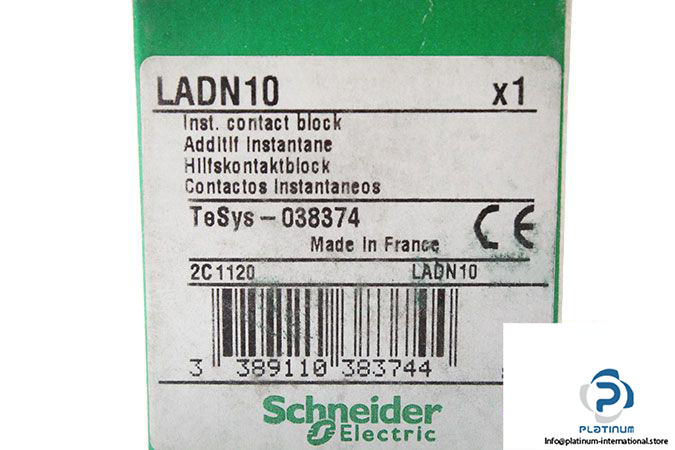 LADN10 x1
Inst. contact block
Additif Instantane
Hilfskontaktblock
Contactos Instantaneos
TeSys-038374
Made In France CE
2C1120 LADN10
3 389110 383744
Schneider
Electric
PLATINUM
Info@platinum-international.store